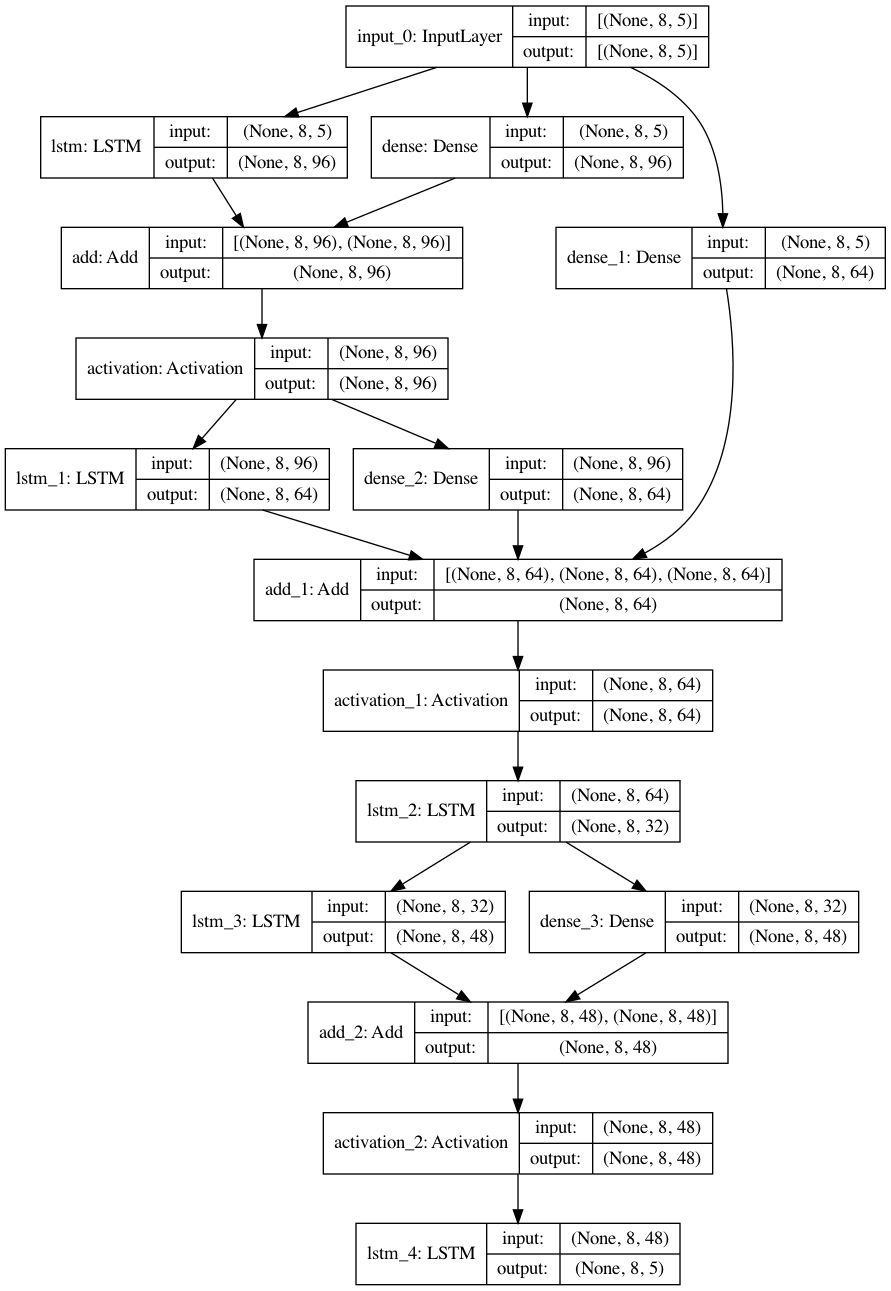 input_0: InputLayer
input:
[(None, 8, 5)]
output:
[(None, 8, 5)]
lstm: LSTM
input:
(None, 8, 5)
output:
(None, 8, 96)
dense: Dense
input:
(None, 8, 5)
output:
(None, 8, 96)
add: Add
input:
[(None, 8, 96), (None, 8, 96)]
output:
(None, 8, 96)
dense_1: Dense
input:
(None, 8, 5)
output:
(None, 8, 64)
activation: Activation
input:
(None, 8, 96)
output:
(None, 8, 96)
lstm_1: LSTM
input:
(None, 8, 96)
output:
(None, 8, 64)
dense_2: Dense
input:
(None, 8, 96)
output:
(None, 8, 64)
add_1: Add
input:
[(None, 8, 64), (None, 8, 64), (None, 8, 64)]
output:
(None, 8, 64)
activation_1: Activation
input:
(None, 8, 64)
output:
(None, 8, 64)
lstm_2: LSTM
input:
(None, 8, 64)
output:
(None, 8, 32)
lstm_3: LSTM
input:
(None, 8, 32)
output:
(None, 8, 48)
dense_3: Dense
input:
(None, 8, 32)
output:
(None, 8, 48)
add_2: Add
input:
[(None, 8, 48), (None, 8, 48)]
output:
(None, 8, 48)
activation_2: Activation
input:
(None, 8, 48)
output:
(None, 8, 48)
lstm_4: LSTM
input:
(None, 8, 48)
output:
(None, 8, 5)